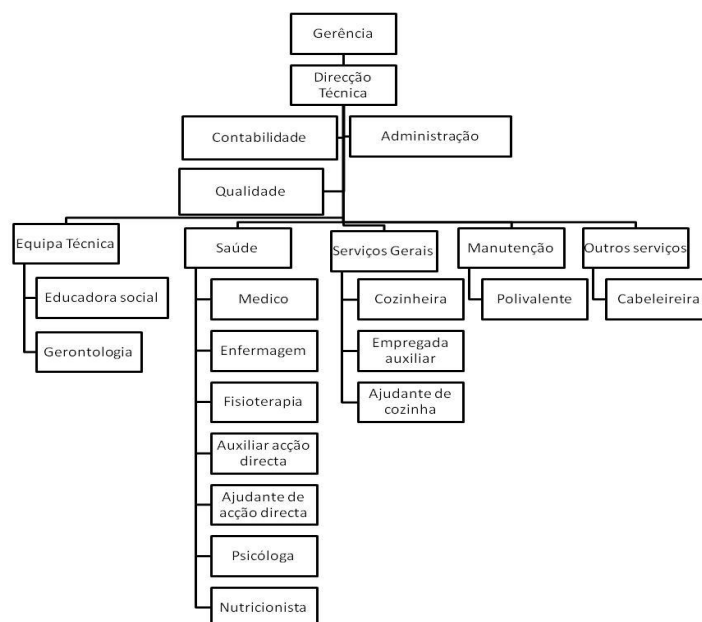 Gerência
Direcção
Técnica
Contabilidade
Administração
Qualidade
Equipa Técnica
Educadora social
Gerontologia
Saúde
Medico
Enfermagem
Fisioterapia
Auxiliar acção
directa
Ajudante de
acção directa
Psicóloga
Nutricionista
Serviços Gerais
Cozinheira
Empregada
auxiliar
Ajudante de
cozinha
Manutenção
Polivalente
Outros serviços
Cabeleireira